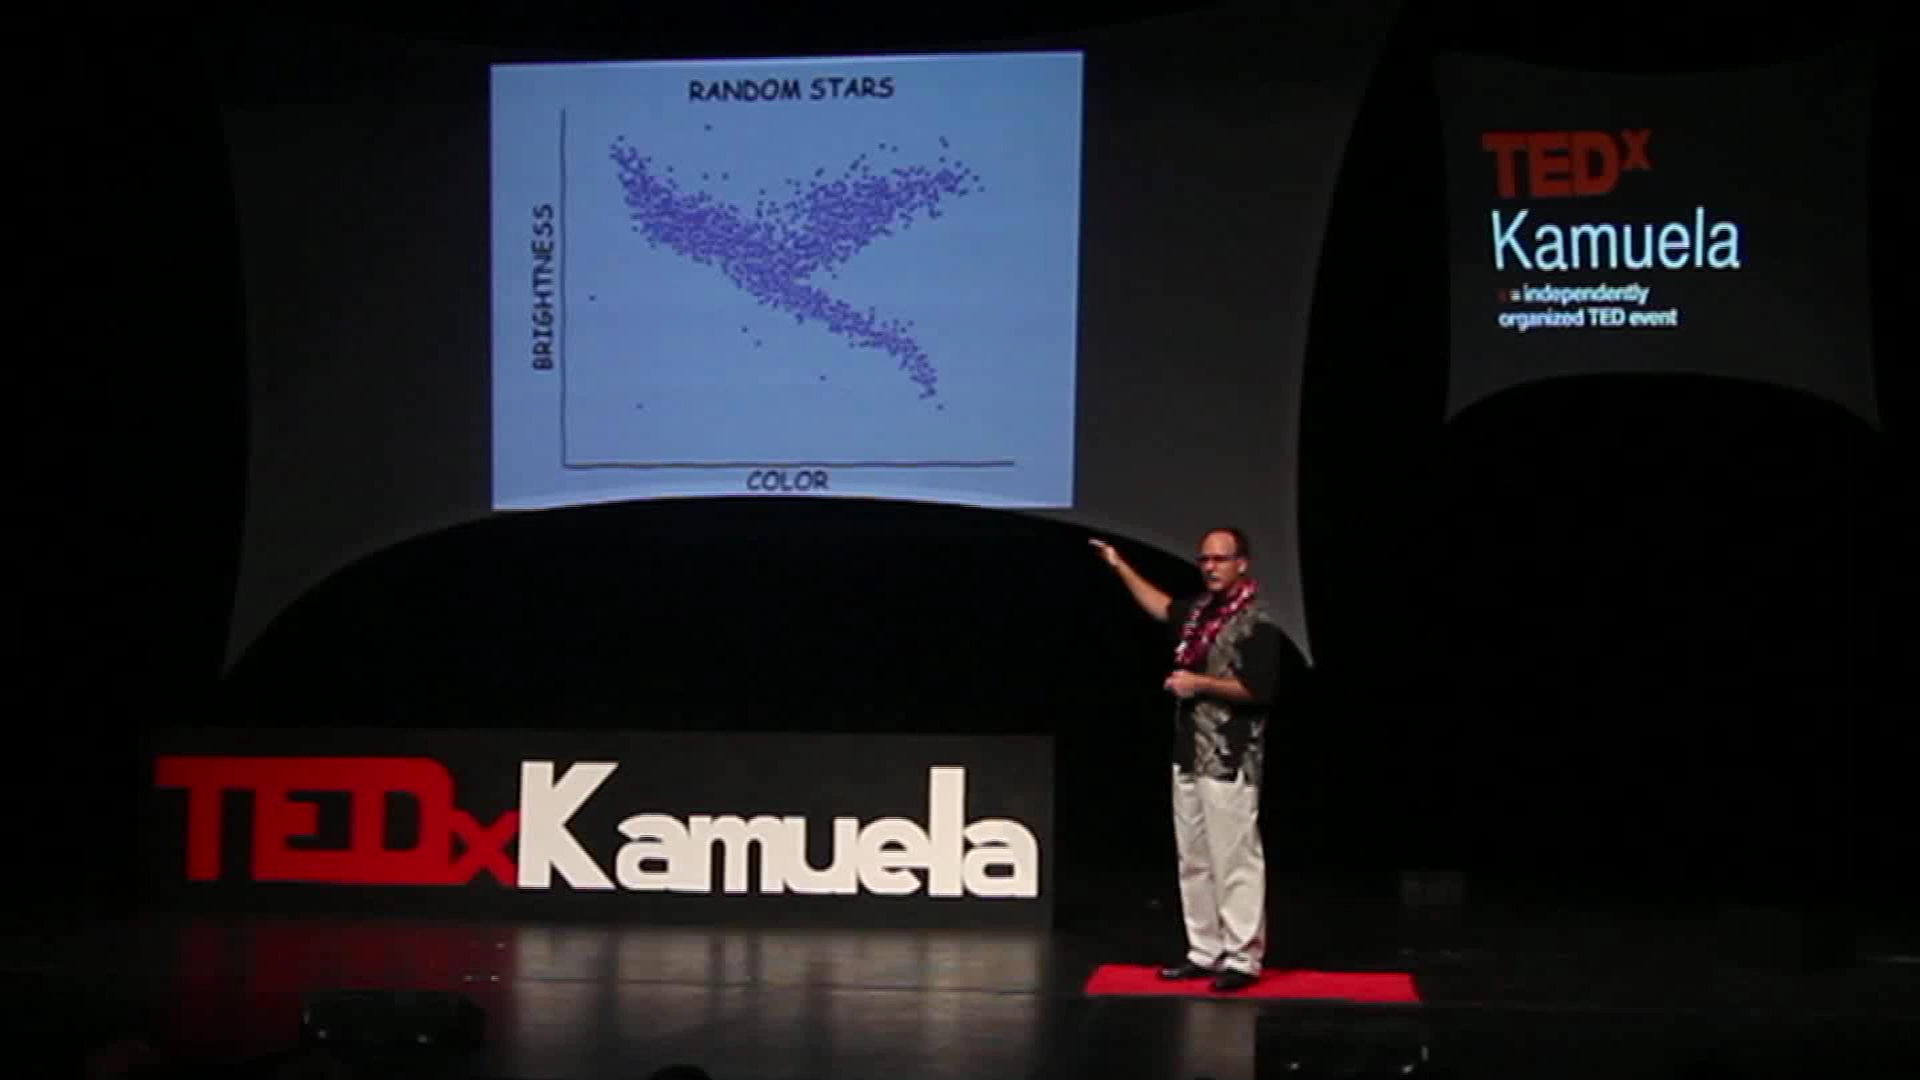 RANDOM STARS
BRIGHTNESS
COLOR
TEDx
Kamuela
x = independently
organized TED event
TEDxKamuela